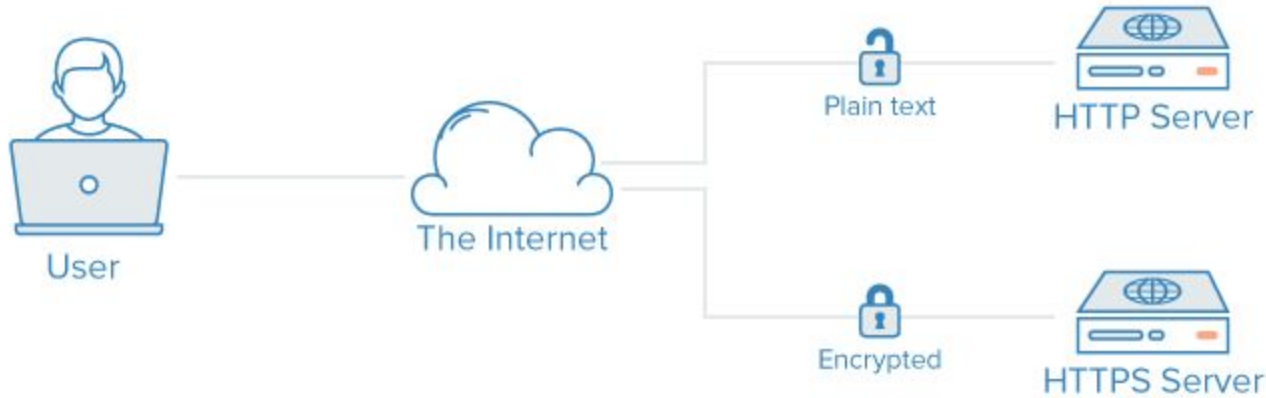 User
The Internet
Plain text
HTTP Server
Encrypted
HTTPS Server